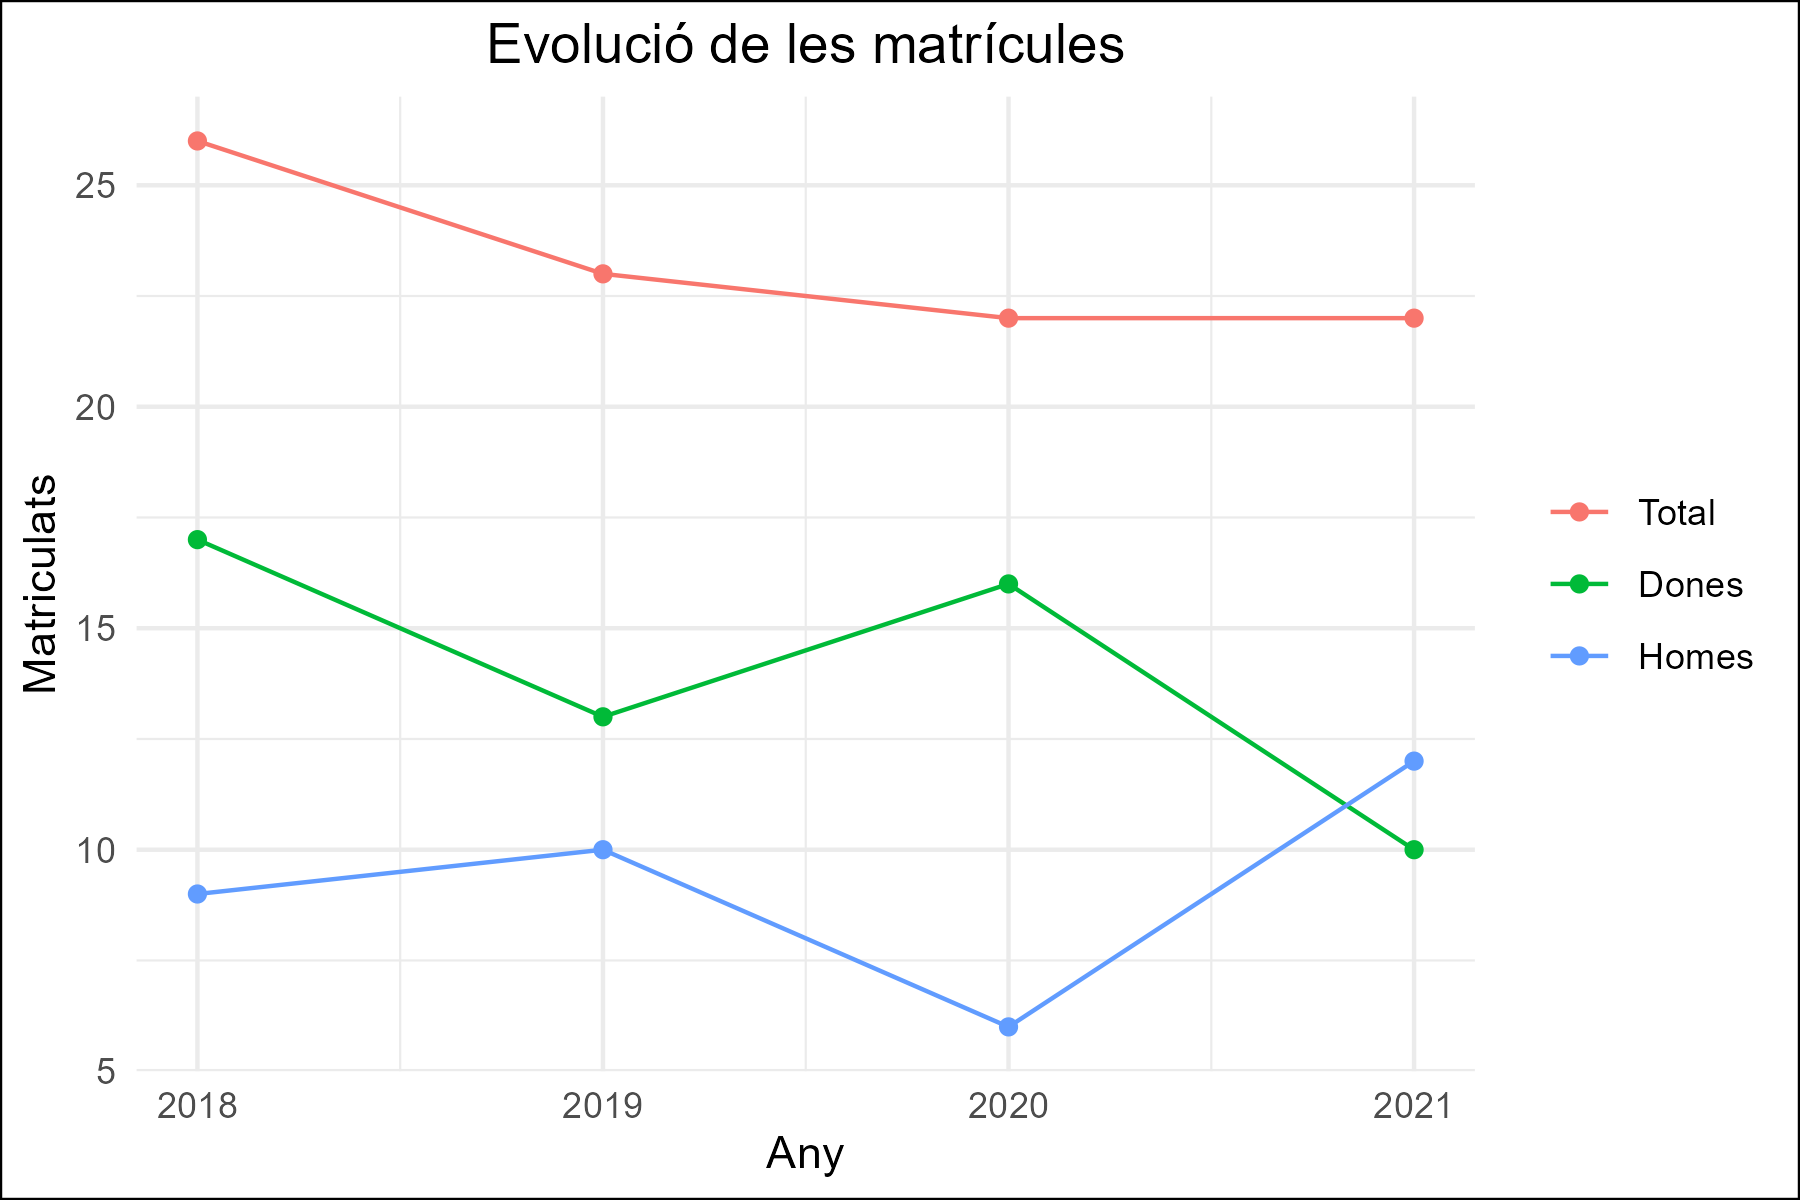 Evolució de les matrícules
25
20
15
10
5
Matriculats
2018 2019 2020 2021
Any
Total
Dones
Homes